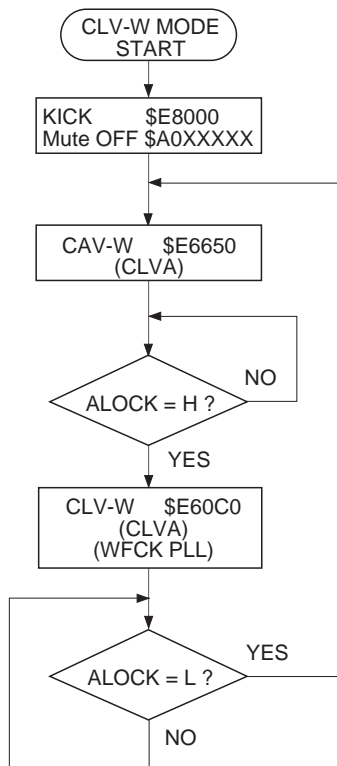 CLV-W MODE
START
KICK $E8000
Mute OFF $A0XXXXX
CAV-W $E6650
(CLVA)
ALOCK = H ?
NO
YES
CLV-W $E60C0
(CLVA)
(WFCK PLL)
ALOCK = L ?
YES
NO